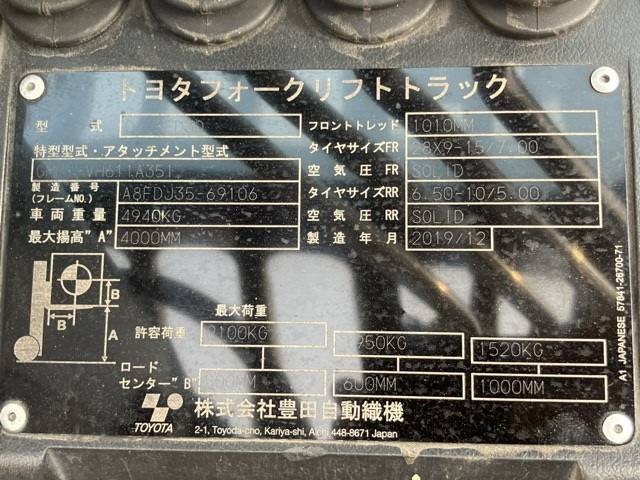 トヨタフォークリフトトラック
型 式
フロントトレッド 1010MM
特型型式・アタッチメント型式
タイヤサイズFR 28X9-15/7.00
空気圧FR SOLID
製造番号 (フレームNO.) A8FDJ35-69106
タイヤサイズRR 6.50-10/5.00
車両重量 4940KG
空気圧RR SOLID
最大揚高"A" 4000MM
製造年月 2019/12
B
B
A
最大荷重
許容荷重 1520KG
ロードセンター"B" 600MM 1000MM
TOYOTA
株式会社豊田自動織機
2-1, Toyoda-cho, Kariya-shi, Aichi 448-8671 Japan
A1 JAPANESE 57641-26700-71